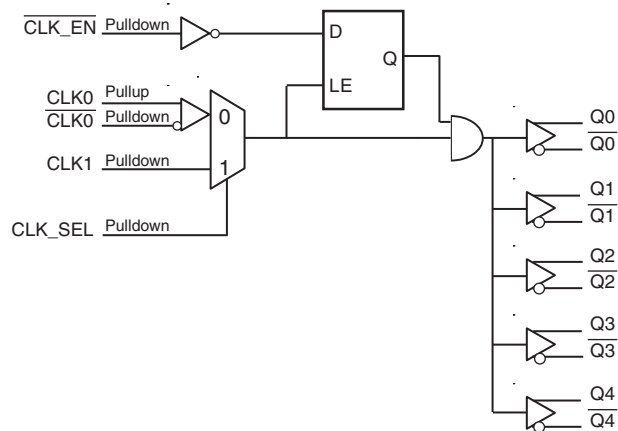 CLK_EN Pulldown
D
Q
LE
CLK0 Pullup
CLK0 Pulldown
0
CLK1 Pulldown
1
CLK_SEL Pulldown
Q0
Q0
Q1
Q1
Q2
Q2
Q3
Q3
Q4
Q4